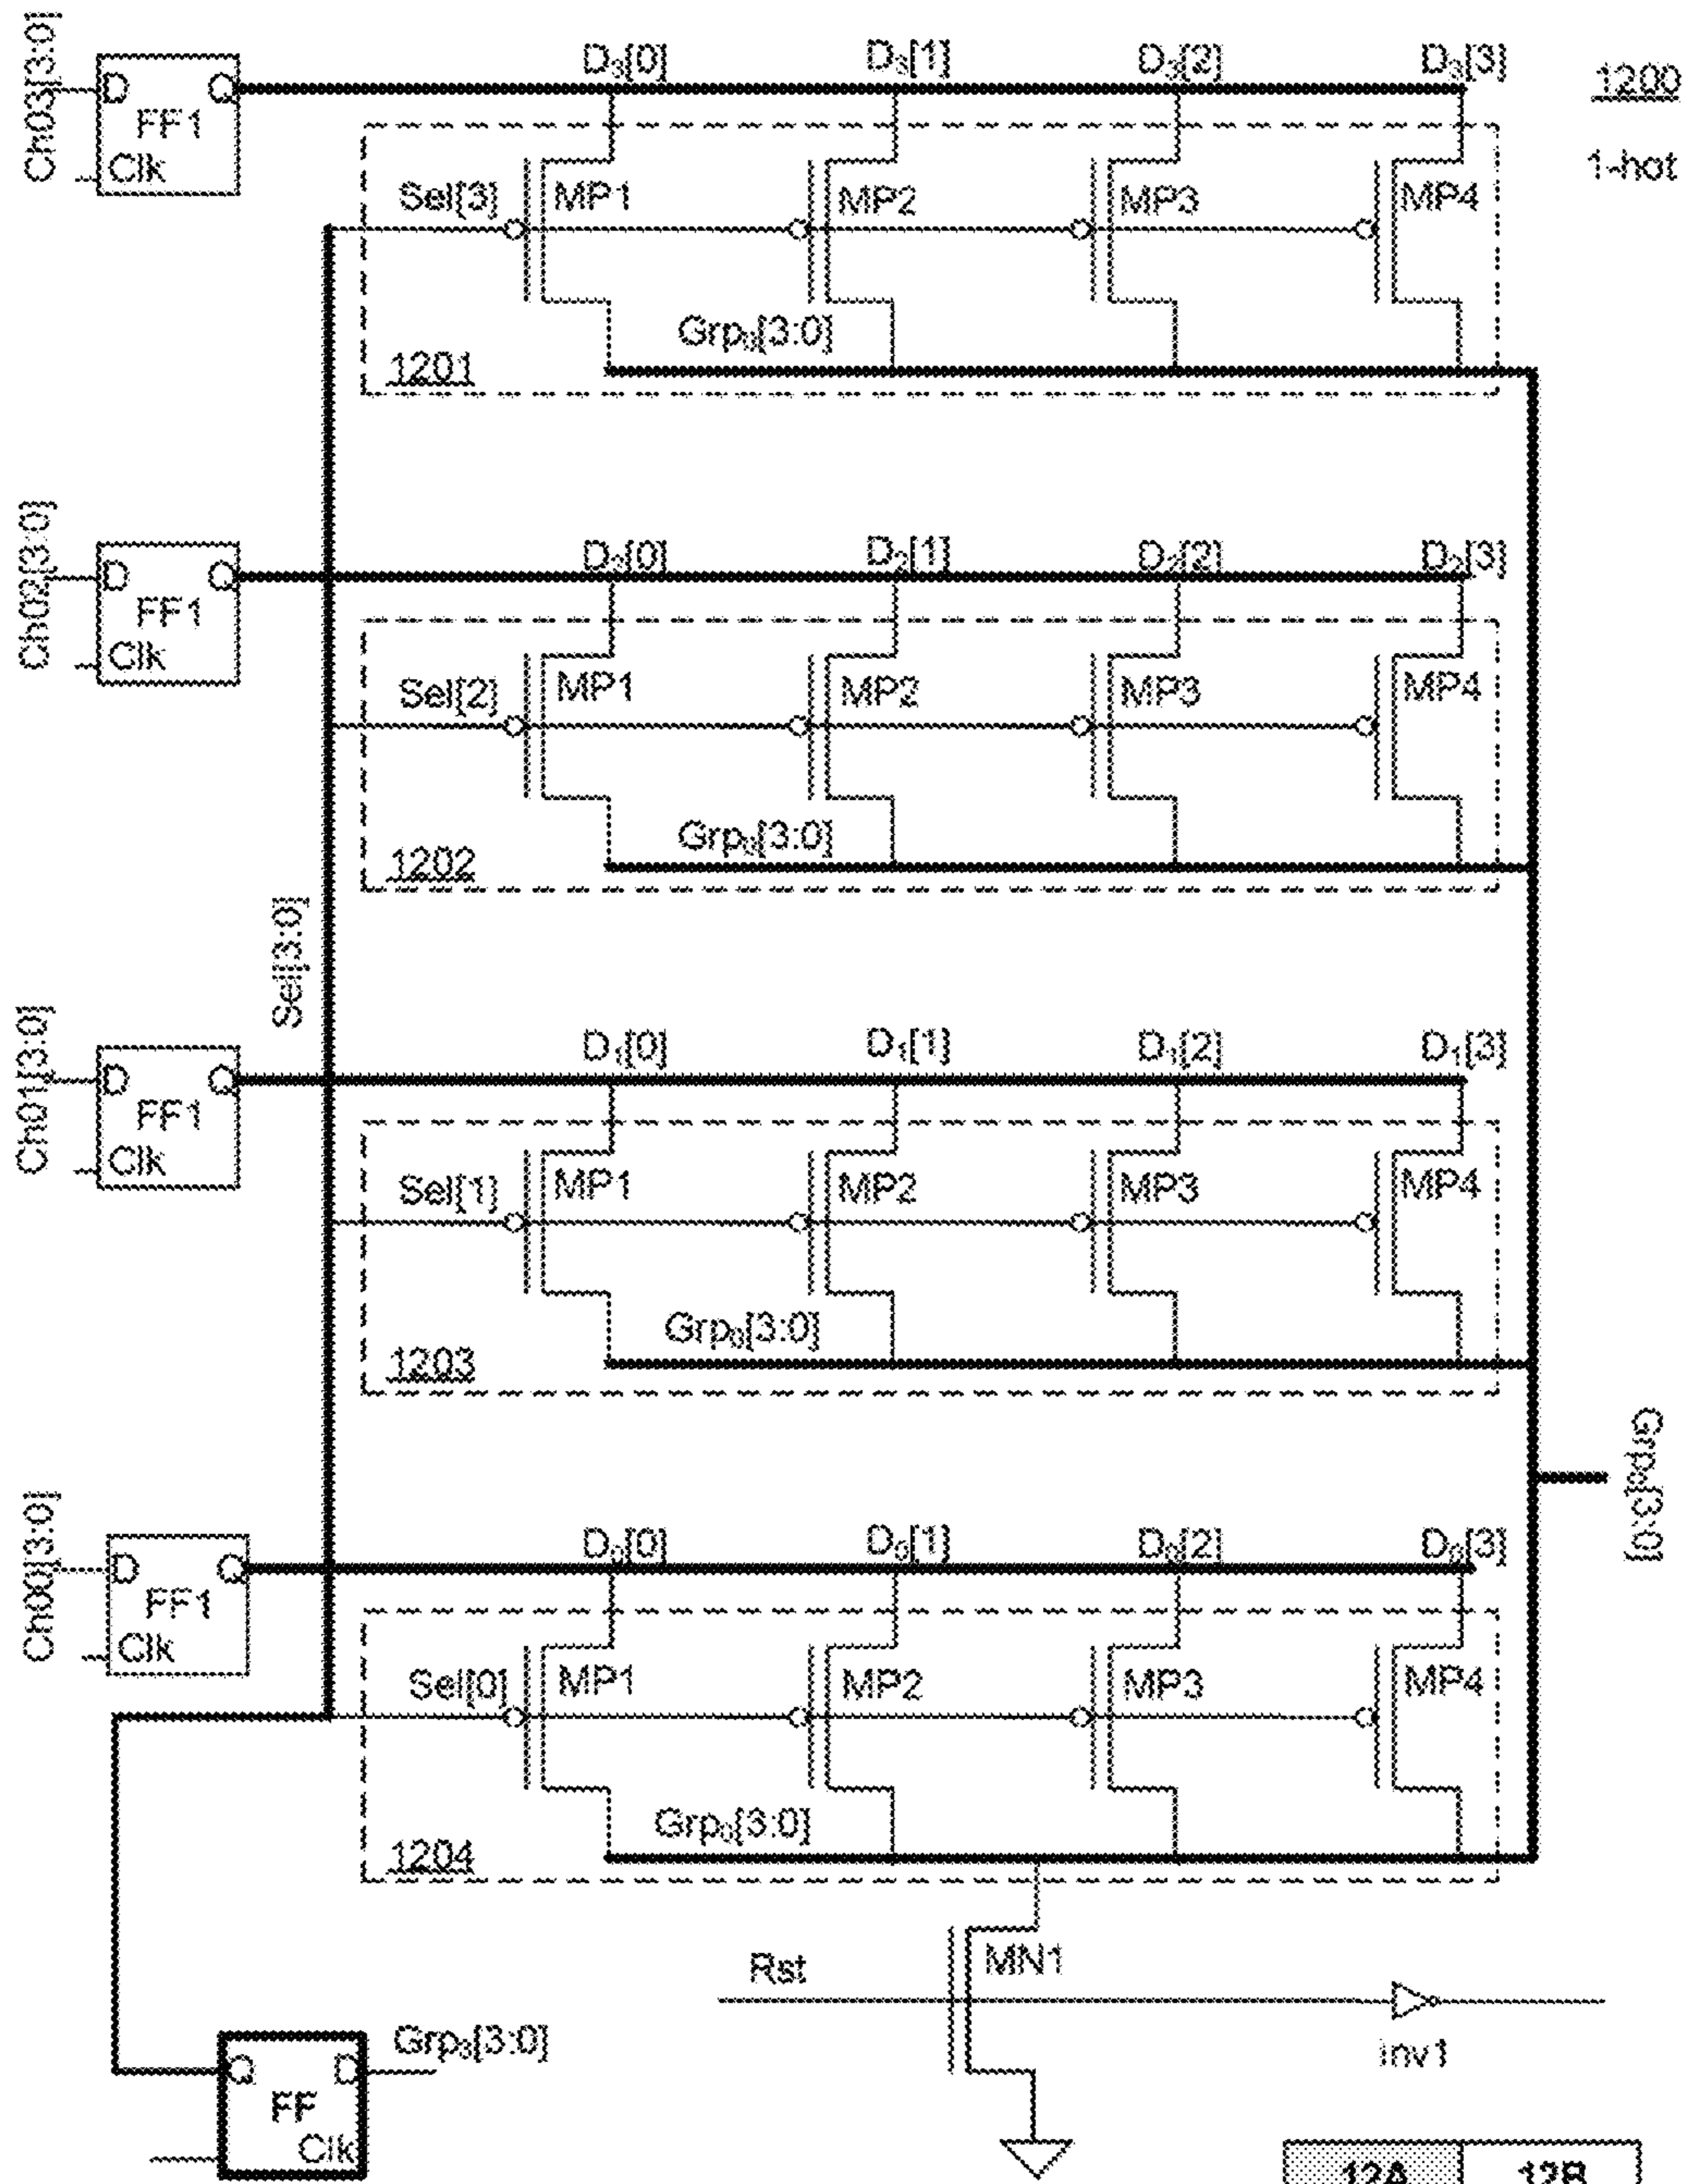 Ch03[3:0]
D
Q
FF1
Clk
D₃[0]
D₃[1]
D₃[2]
D₃[3]
1200
1-hot
Sel[3]
MP1
MP2
MP3
MP4
Grp₀[3:0]
1201
Ch02[3:0]
D
Q
FF1
Clk
D₂[0]
D₂[1]
D₂[2]
D₂[3]
Sel[2]
MP1
MP2
MP3
MP4
Grp₀[3:0]
1202
Sel[3:0]
Ch01[3:0]
D
Q
FF1
Clk
D₁[0]
D₁[1]
D₁[2]
D₁[3]
Sel[1]
MP1
MP2
MP3
MP4
Grp₀[3:0]
1203
Grp₀[3:0]
Ch00[3:0]
D
Q
FF1
Clk
D₀[0]
D₀[1]
D₀[2]
D₀[3]
Sel[0]
MP1
MP2
MP3
MP4
Grp₀[3:0]
1204
Rst
MN1
inv1
Grp₃[3:0]
Q
D
FF
Clk
12A
12B